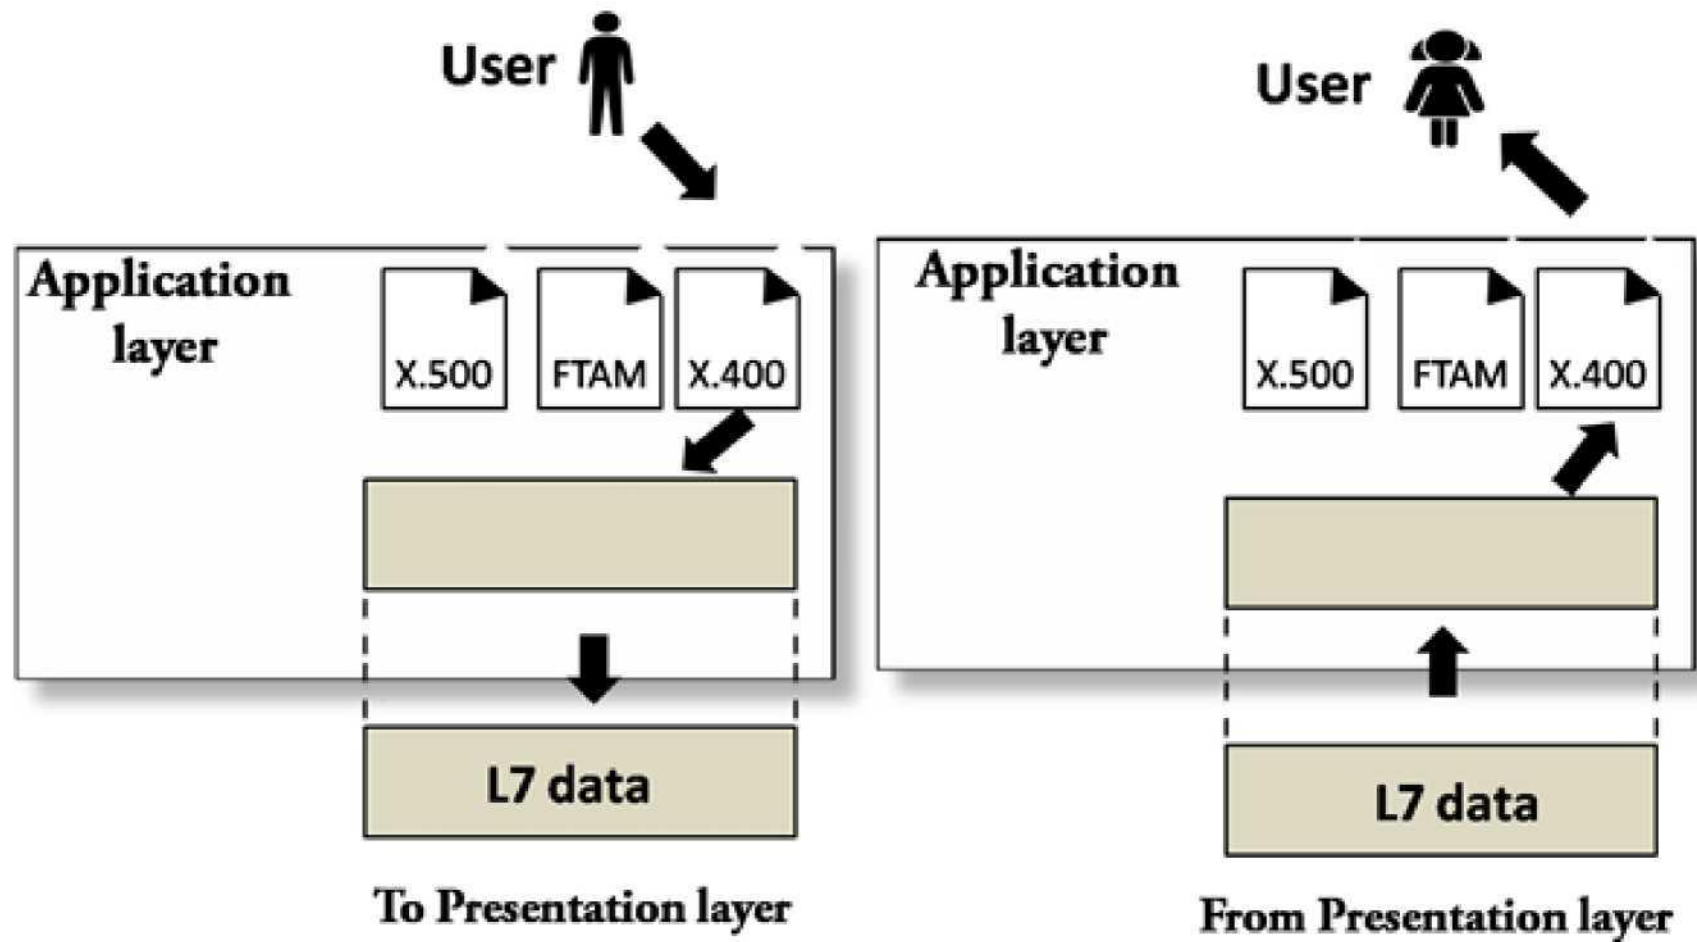 User
Application
layer
X.500
FTAM
X.400
L7 data
To Presentation layer
User
Application
layer
X.500
FTAM
X.400
L7 data
From Presentation layer